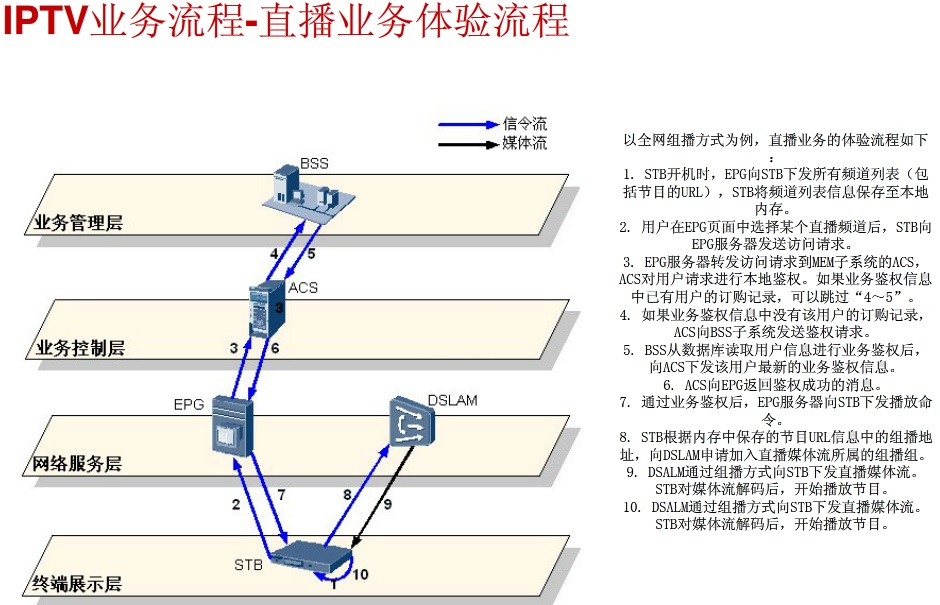 IPTV业务流程-直播业务体验流程
信令流
媒体流
BSS
业务管理层
4
5
ACS
3
业务控制层
3
6
EPG
DSLAM
网络服务层
2
7
8
9
STB
10
1
终端展示层
以全网组播方式为例，直播业务的体验流程如下
：
1. STB开机时，EPG向STB下发所有频道列表（包
括节目的URL），STB将频道列表信息保存至本地
内存。
2. 用户在EPG页面中选择某个直播频道后，STB向
EPG服务器发送访问请求。
3. EPG服务器转发访问请求到MEM子系统的ACS，
ACS对用户请求进行本地鉴权。如果业务鉴权信息
中已有用户的订购记录，可以跳过“4～5”。
4. 如果业务鉴权信息中没有该用户的订购记录，
ACS向BSS子系统发送鉴权请求。
5. BSS从数据库读取用户信息进行业务鉴权后，
向ACS下发该用户最新的业务鉴权信息。
6. ACS向EPG返回鉴权成功的消息。
7. 通过业务鉴权后，EPG服务器向STB下发播放命
令。
8. STB根据内存中保存的节目URL信息中的组播地
址，向DSLAM申请加入直播媒体流所属的组播组。
9. DSALM通过组播方式向STB下发直播媒体流。
STB对媒体流解码后，开始播放节目。
10. DSALM通过组播方式向STB下发直播媒体流。
STB对媒体流解码后，开始播放节目。